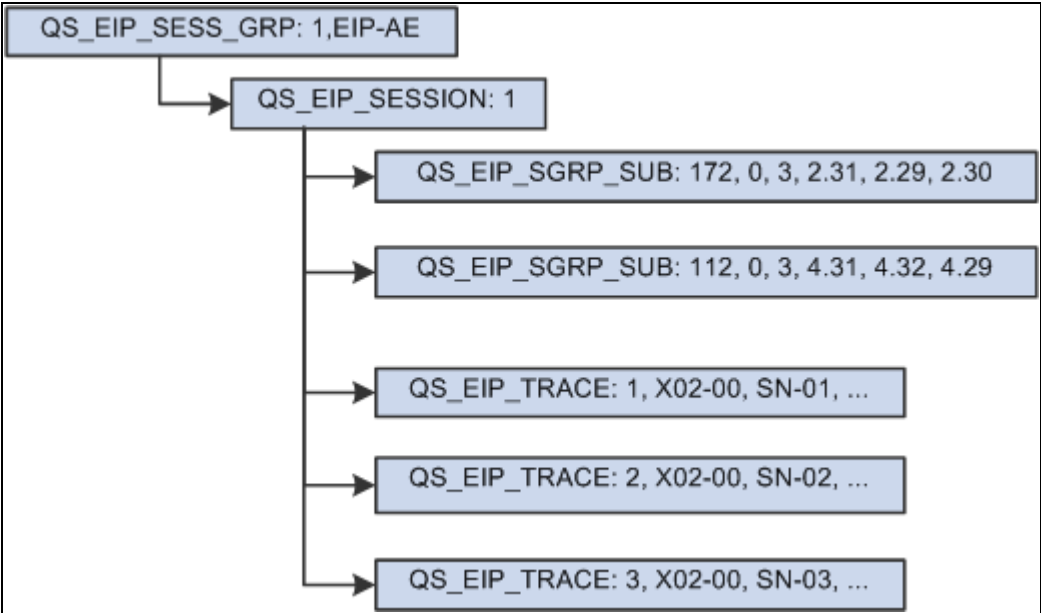 QS_EIP_SESS_GRP: 1,EIP-AE
QS_EIP_SESSION: 1
QS_EIP_SGRP_SUB: 172, 0, 3, 2.31, 2.29, 2.30
QS_EIP_SGRP_SUB: 112, 0, 3, 4.31, 4.32, 4.29
QS_EIP_TRACE: 1, X02-00, SN-01, ...
QS_EIP_TRACE: 2, X02-00, SN-02, ...
QS_EIP_TRACE: 3, X02-00, SN-03, ...